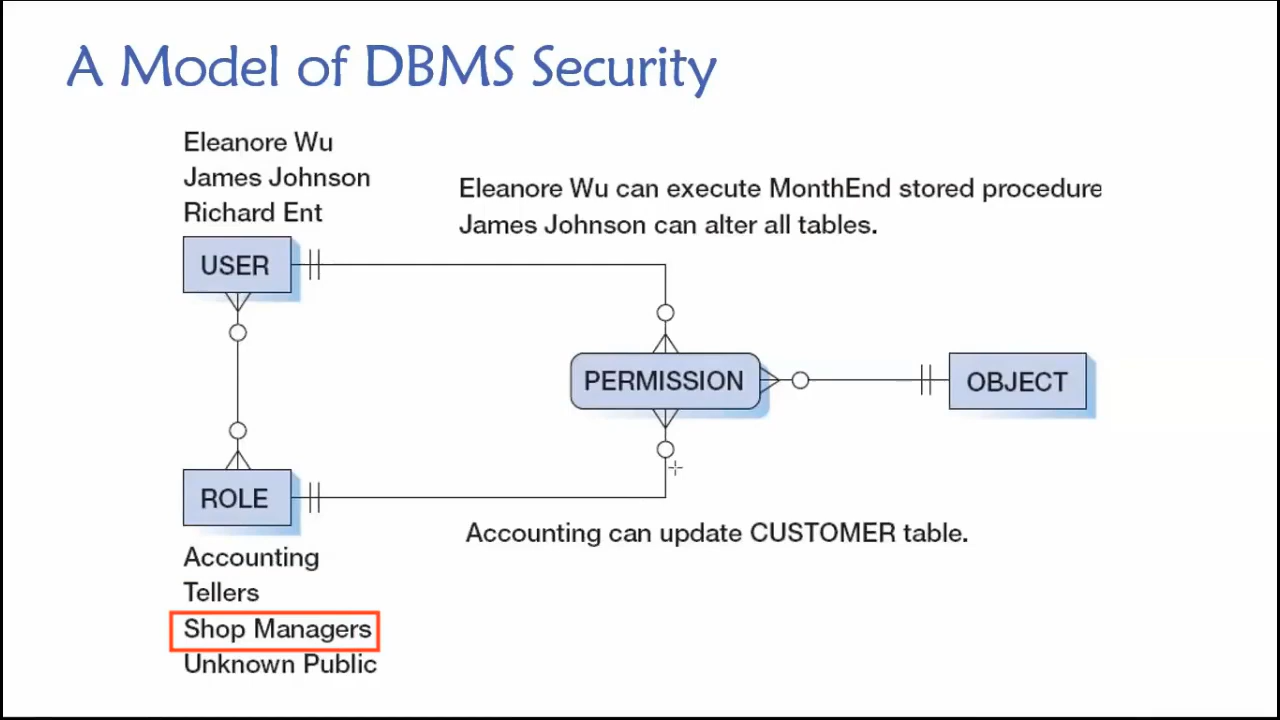 A Model of DBMS Security
Eleanore Wu
James Johnson
Richard Ent
Eleanore Wu can execute MonthEnd stored procedure
James Johnson can alter all tables.
USER
PERMISSION
OBJECT
ROLE
Accounting can update CUSTOMER table.
Accounting
Tellers
Shop Managers
Unknown Public